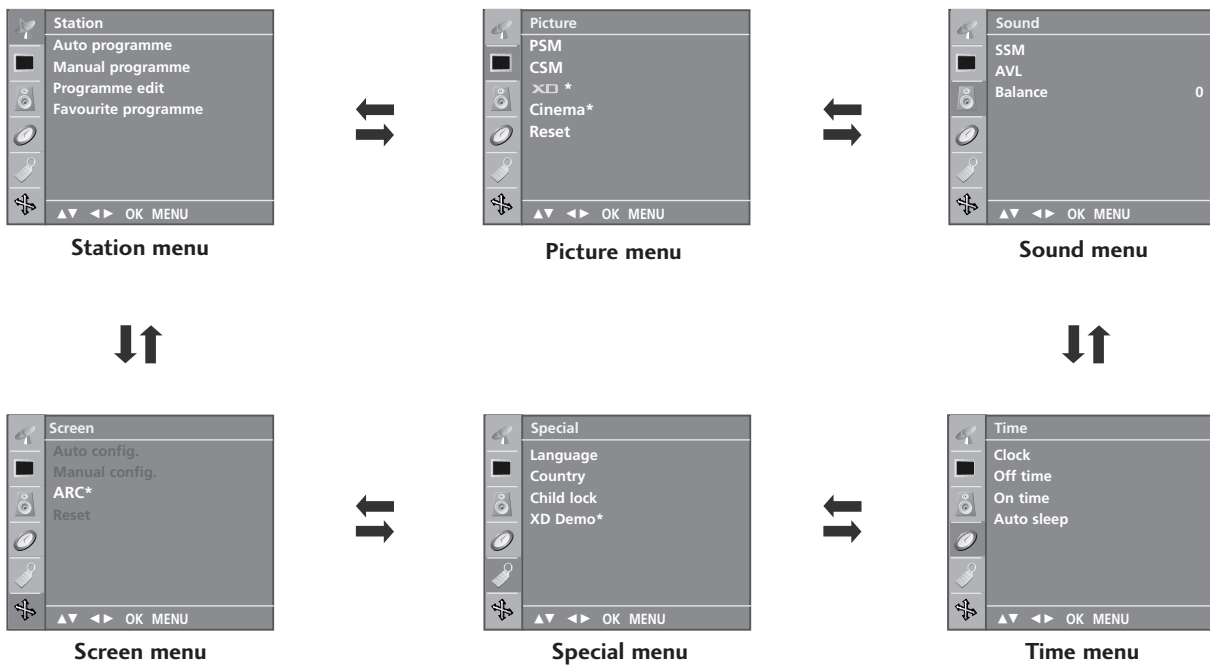 Station
Auto programme
Manual programme
Programme edit
Favourite programme
▲▼ ◄► OK MENU
Station menu
Picture
PSM
CSM
XD *
Cinema*
Reset
▲▼ ◄► OK MENU
Picture menu
Sound
SSM
AVL
Balance 0
▲▼ ◄► OK MENU
Sound menu
Screen
Auto config.
Manual config.
ARC*
Reset
▲▼ ◄► OK MENU
Screen menu
Special
Language
Country
Child lock
XD Demo*
▲▼ ◄► OK MENU
Special menu
Time
Clock
Off time
On time
Auto sleep
▲▼ ◄► OK MENU
Time menu